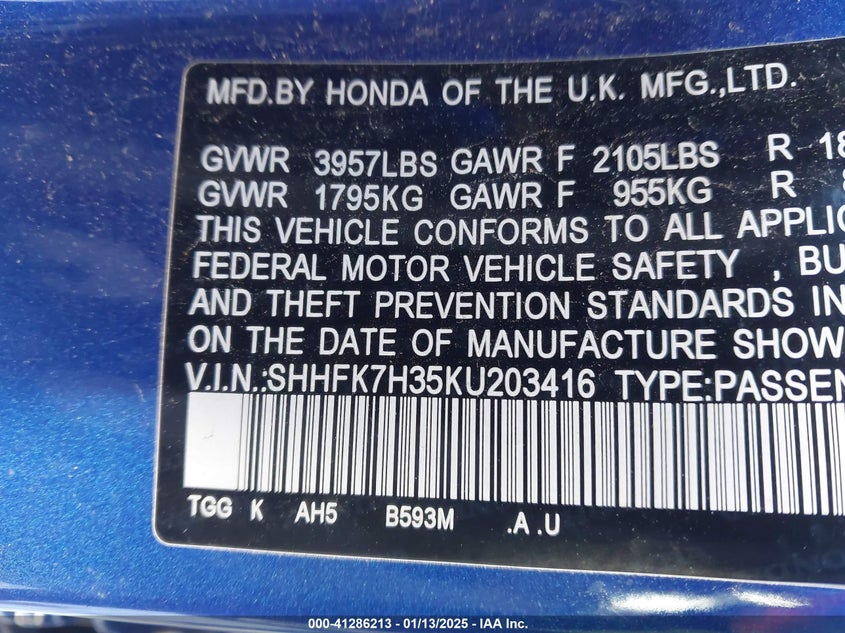 MFD.BY HONDA OF THE U.K. MFG.,LTD.
GVWR 3957LBS GAWR F 2105LBS R 18
GVWR 1795KG GAWR F 955KG R
THIS VEHICLE CONFORMS TO ALL APPLIC
FEDERAL MOTOR VEHICLE SAFETY , BU
AND THEFT PREVENTION STANDARDS IN
ON THE DATE OF MANUFACTURE SHOW
V.I.N.:SHHFK7H35KU203416 TYPE:PASSEN
TGG K AH5 B593M .A .U
000-41286213 - 01/13/2025 - IAA Inc.